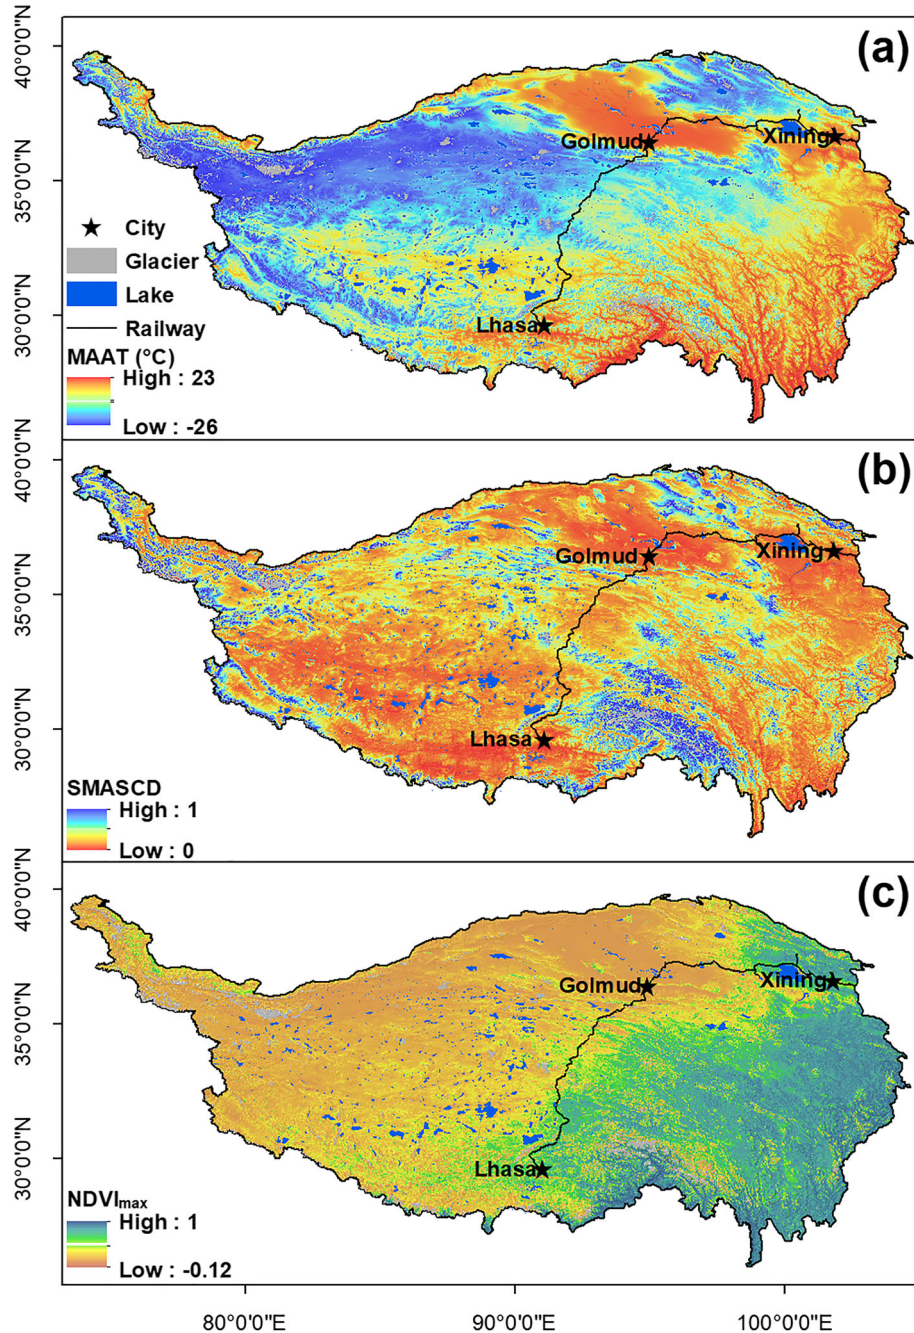 (a)
40°0'0"N
35°0'0"N
30°0'0"N
Golmud
Xining
Lhasa
City
Glacier
Lake
Railway
MAAT (°C)
High : 23
Low : -26
(b)
40°0'0"N
35°0'0"N
30°0'0"N
Golmud
Xining
Lhasa
SMASCD
High : 1
Low : 0
(c)
40°0'0"N
35°0'0"N
30°0'0"N
Golmud
Xining
Lhasa
NDVImax
High : 1
Low : -0.12
80°0'0"E
90°0'0"E
100°0'0"E